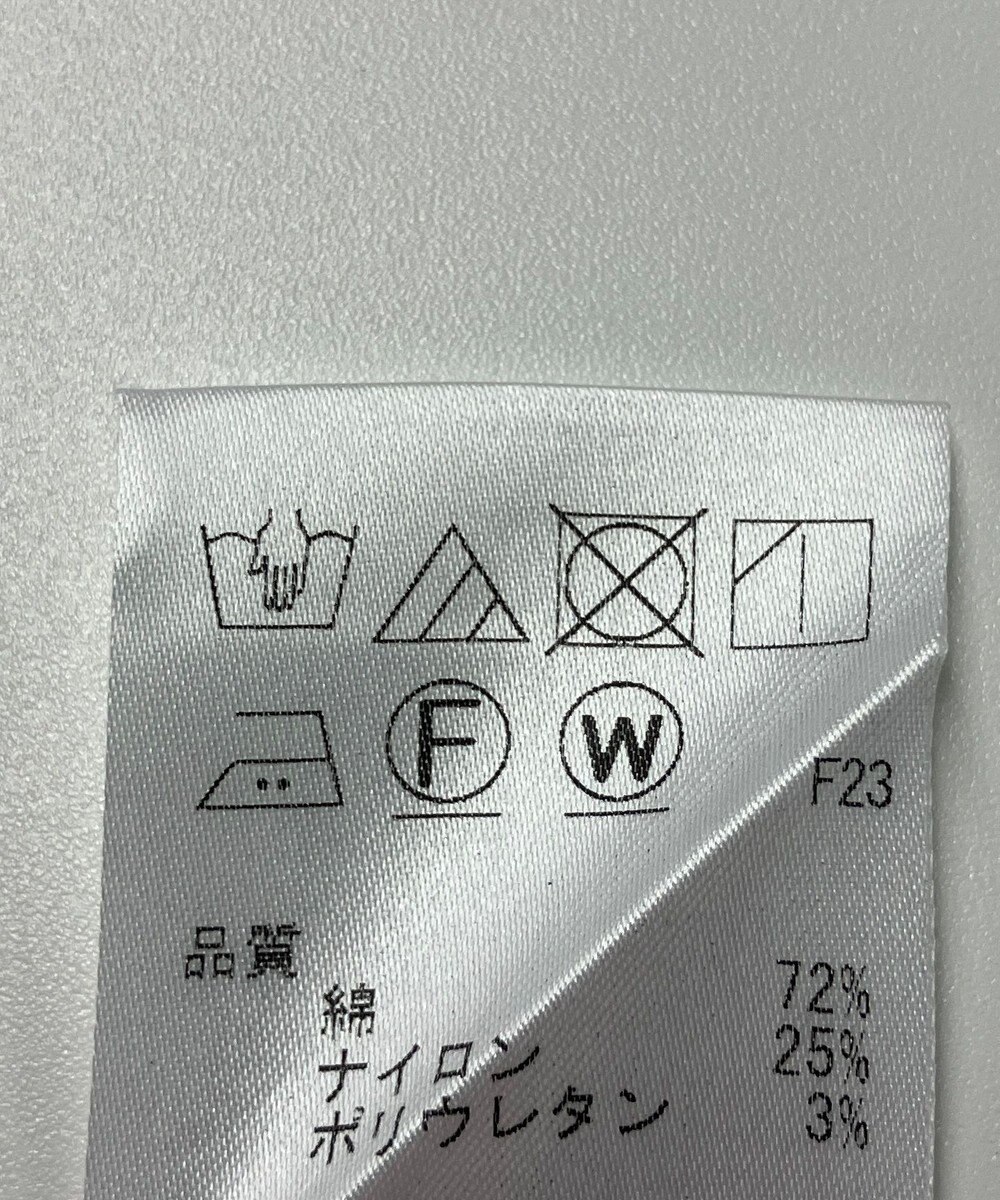 F W
F23
品質
綿 72%
ナイロン 25%
ポリウレタン 3%